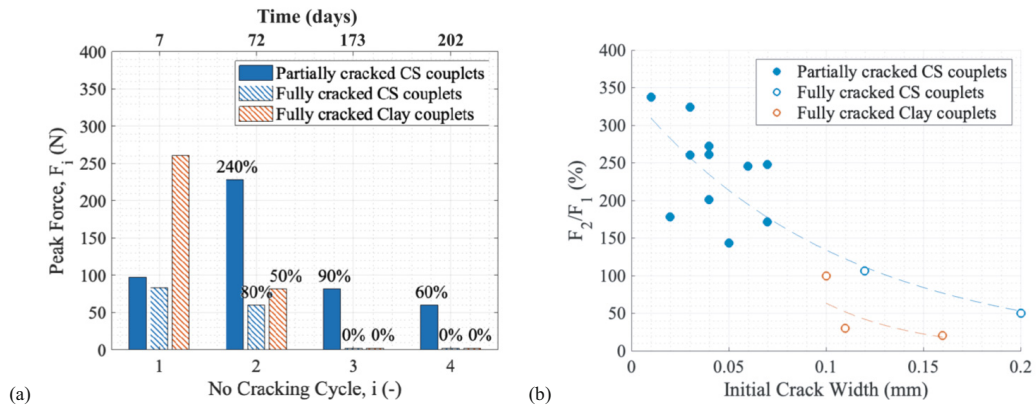 Time (days)
7 72 173 202
400
350
300
250
200
150
100
50
0
Peak Force, F_i (N)
Partially cracked CS couplets
Fully cracked CS couplets
Fully cracked Clay couplets
240%
80%
50%
90%
0% 0%
60%
0% 0%
1 2 3 4
No Cracking Cycle, i (-)
(a)
400
350
300
250
200
150
100
50
0
F_2/F_1 (%)
Partially cracked CS couplets
Fully cracked CS couplets
Fully cracked Clay couplets
0 0.05 0.1 0.15 0.2
Initial Crack Width (mm)
(b)